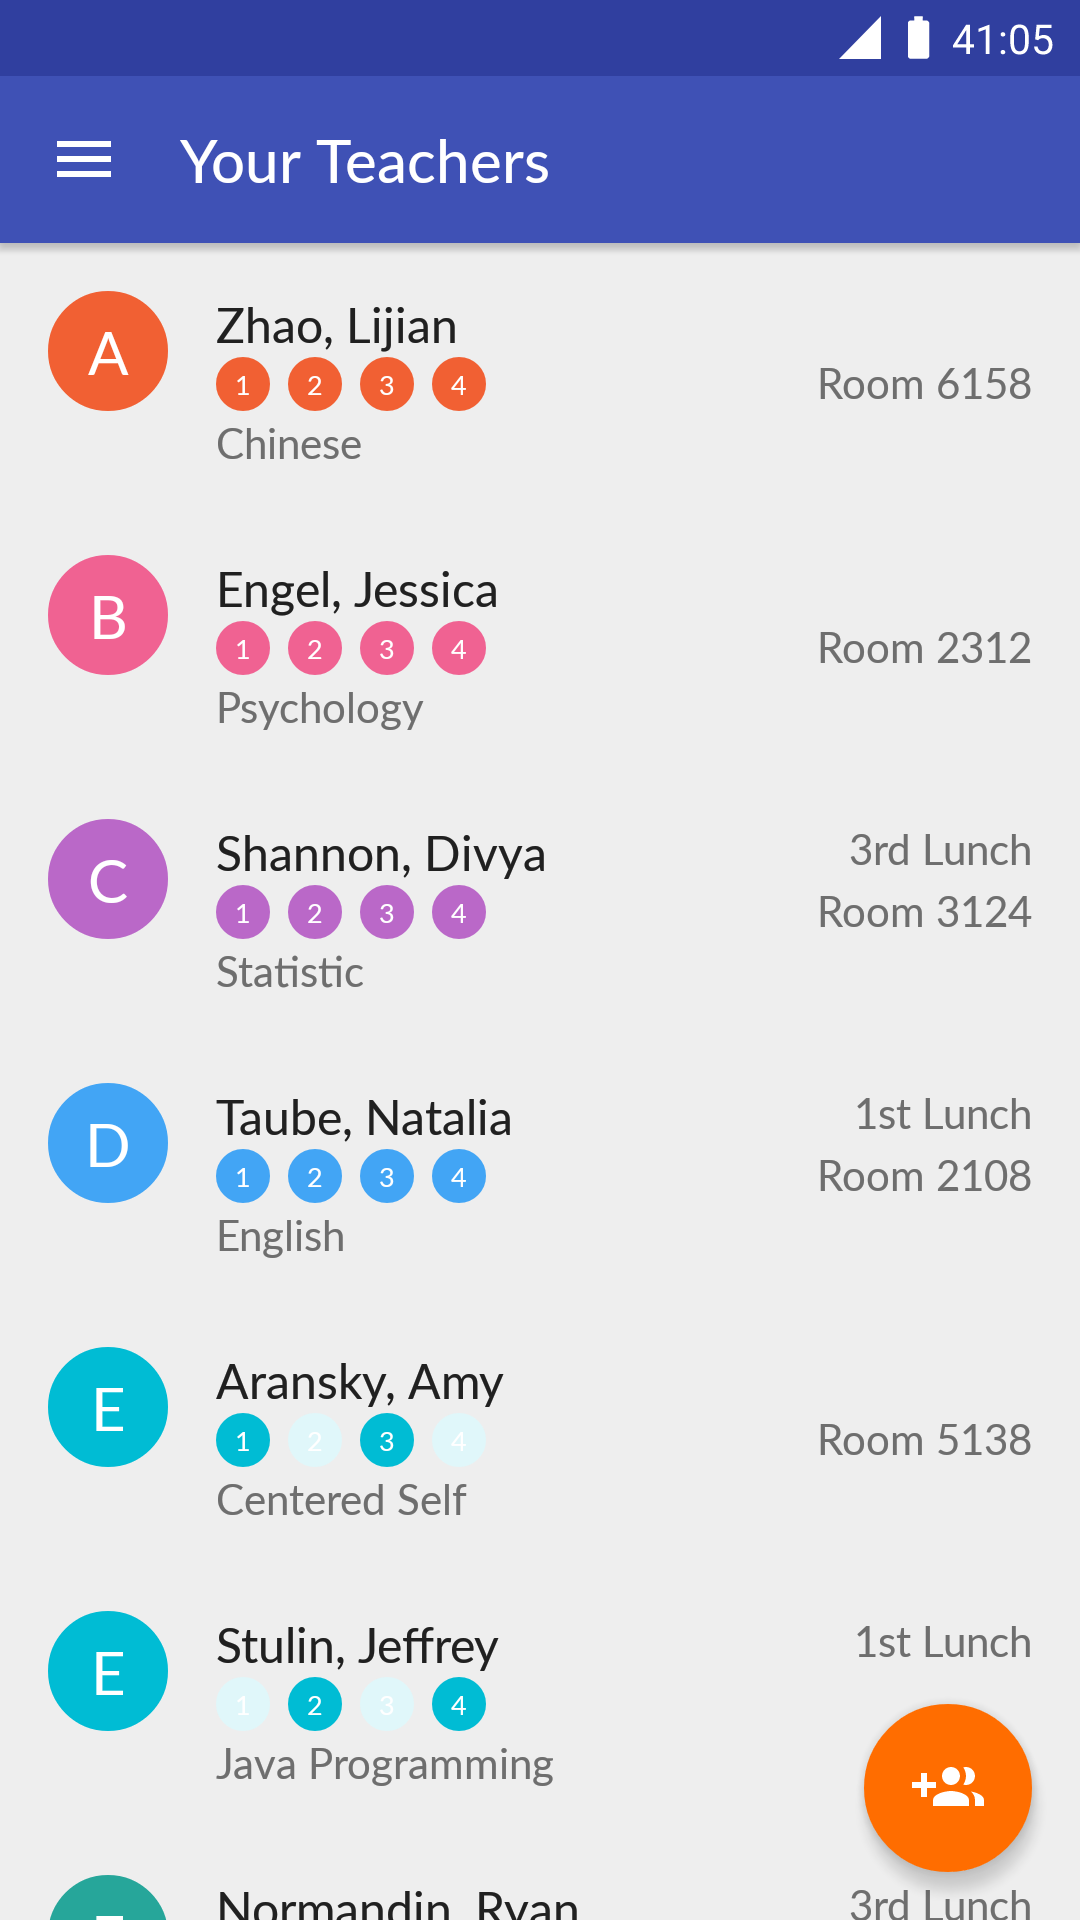 41:05
Your Teachers
A
Zhao, Lijian
1 2 3 4
Room 6158
Chinese
B
Engel, Jessica
1 2 3 4
Room 2312
Psychology
C
Shannon, Divya
3rd Lunch
1 2 3 4
Room 3124
Statistic
D
Taube, Natalia
1st Lunch
1 2 3 4
Room 2108
English
E
Aransky, Amy
1 2 3 4
Room 5138
Centered Self
E
Stulin, Jeffrey
1st Lunch
1 2 3 4
Java Programming
Normandin, Ryan
3rd Lunch